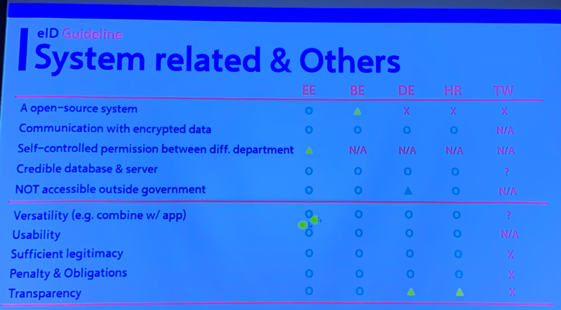 eID Guideline
System related & Others
EE BE DE HR TW
A open-source system O ▲ X X X
Communication with encrypted data O O O O N/A
Self-controlled permission between diff. department ▲ N/A N/A N/A N/A
Credible database & server O O O O ?
NOT accessible outside government O O ▲ O N/A
Versatility (e.g. combine w/ app) O O O O ?
Usability O O O O N/A
Sufficient legitimacy O O O O X
Penalty & Obligations O O O O X
Transparency O O ▲ ▲ X